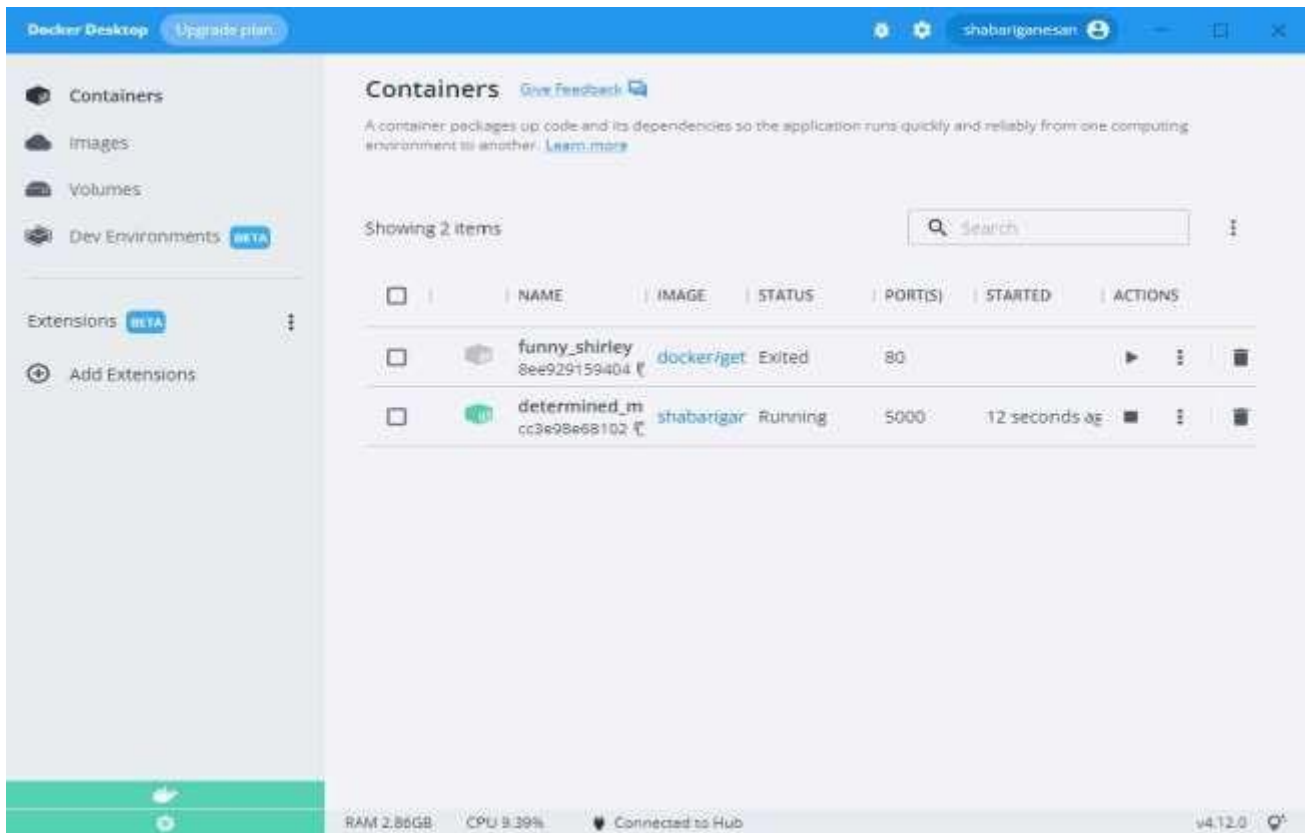 Docker Desktop Upgrade plan shabariganesan
Containers
Images
Volumes
Dev Environments BETA
Extensions BETA
Add Extensions
Containers Give Feedback
A container packages up code and its dependencies so the application runs quickly and reliably from one computing
environment to another. Learn more
Showing 2 items Search
NAME IMAGE STATUS PORT(S) STARTED ACTIONS
funny_shirley docker/get Exited 80
8ee929159404
determined_m shabarigar Running 5000 12 seconds ag
cc3e98e68102
RAM 2.86GB CPU 9.39% Connected to Hub v4.12.0